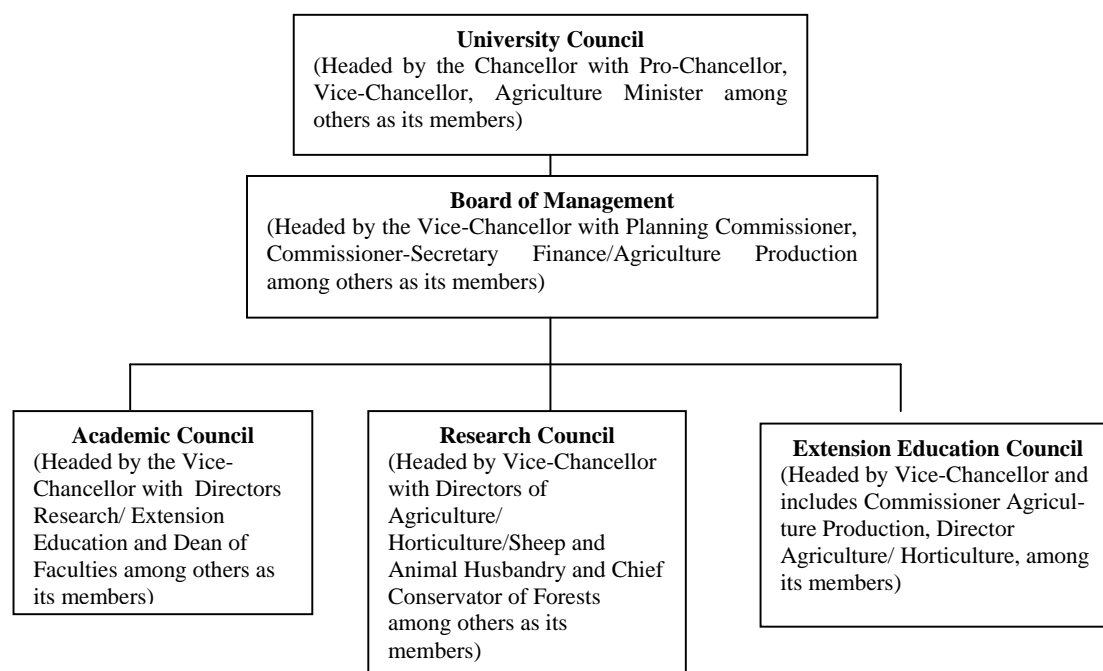 University Council
(Headed by the Chancellor with Pro-Chancellor,
Vice-Chancellor, Agriculture Minister among
others as its members)
Board of Management
(Headed by the Vice-Chancellor with Planning Commissioner,
Commissioner-Secretary Finance/Agriculture Production
among others as its members)
Academic Council
(Headed by the Vice-
Chancellor with Directors
Research/ Extension
Education and Dean of
Faculties among others as
its members)
Research Council
(Headed by Vice-Chancellor
with Directors of
Agriculture/
Horticulture/Sheep and
Animal Husbandry and Chief
Conservator of Forests
among others as its
members)
Extension Education Council
(Headed by Vice-Chancellor and
includes Commissioner Agricul-
ture Production, Director
Agriculture/ Horticulture, among
its members)